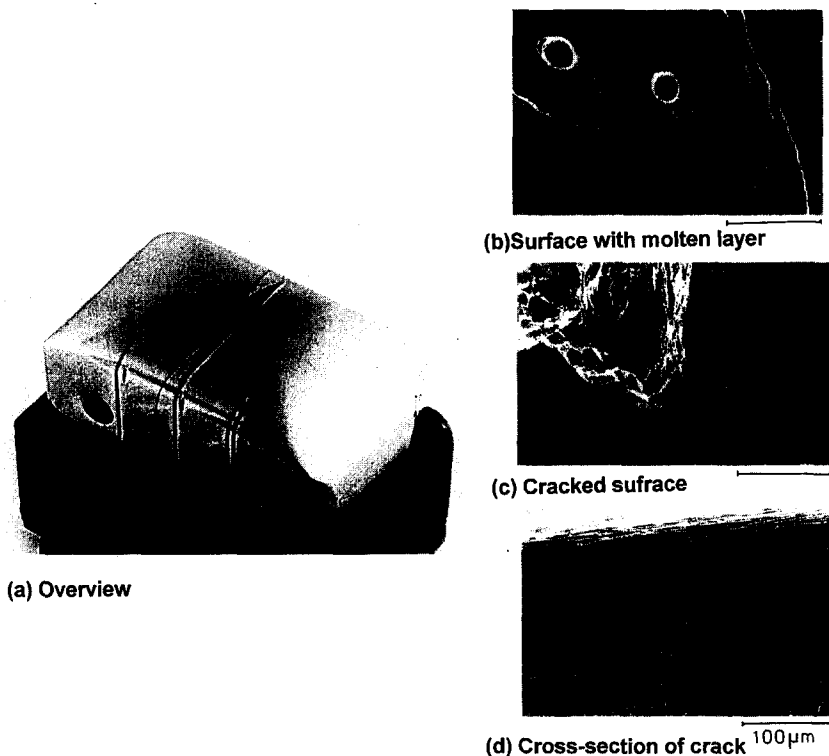 (b)Surface with molten layer
(c) Cracked sufrace
(a) Overview
(d) Cross-section of crack
100μm